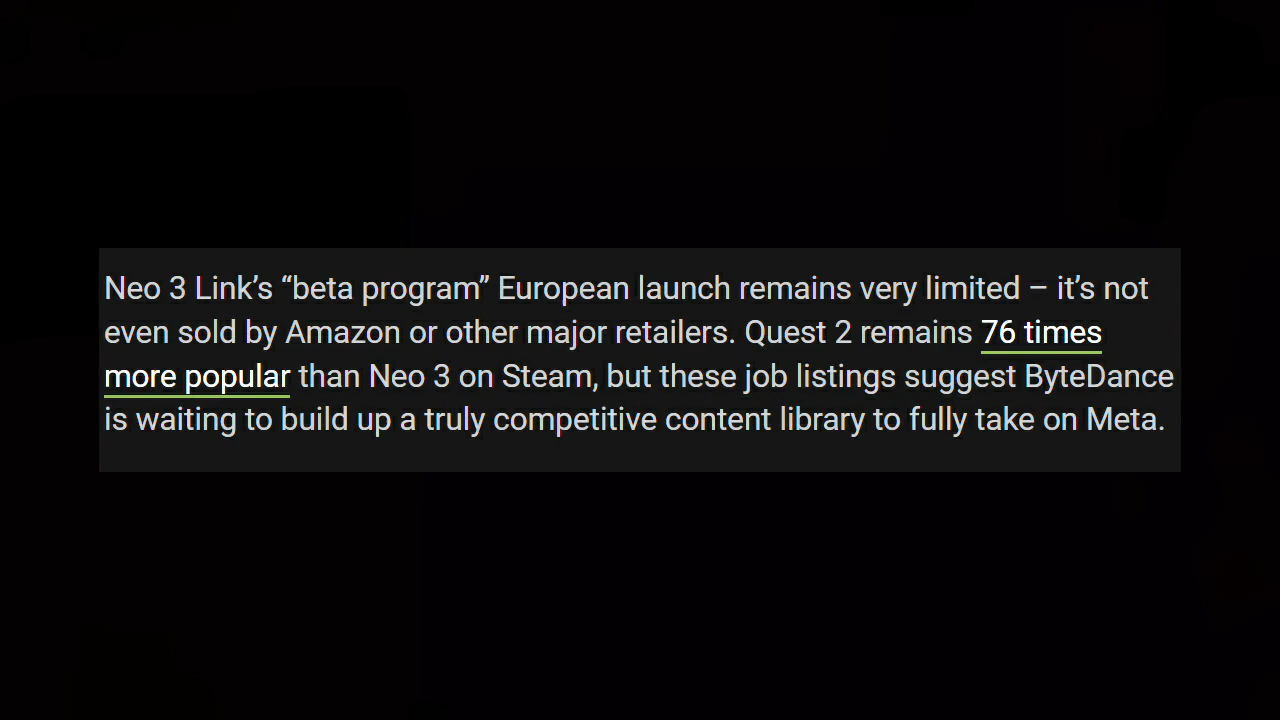 Neo 3 Link’s “beta program” European launch remains very limited – it’s not
even sold by Amazon or other major retailers. Quest 2 remains 76 times
more popular than Neo 3 on Steam, but these job listings suggest ByteDance
is waiting to build up a truly competitive content library to fully take on Meta.